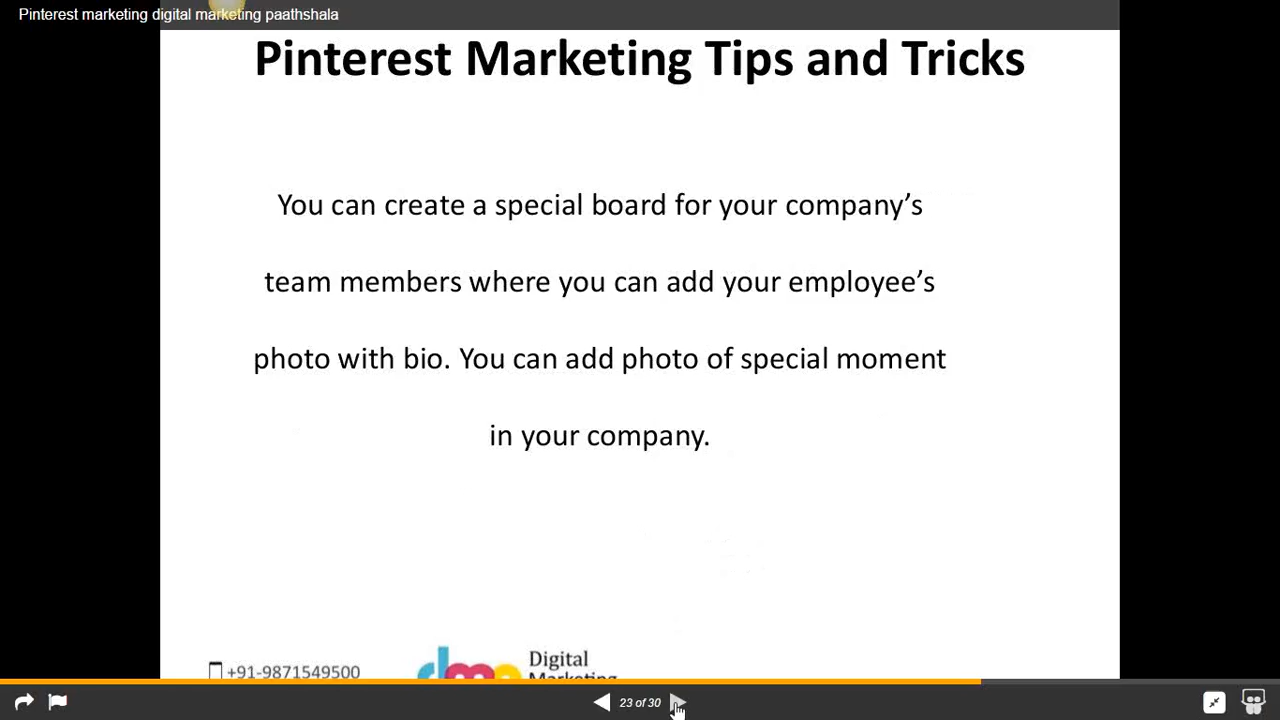 Pinterest marketing digital marketing paathshala
Pinterest Marketing Tips and Tricks
You can create a special board for your company’s
team members where you can add your employee’s
photo with bio. You can add photo of special moment
in your company.
+91-9871549500
dmp
Digital
Marketing
23 of 30